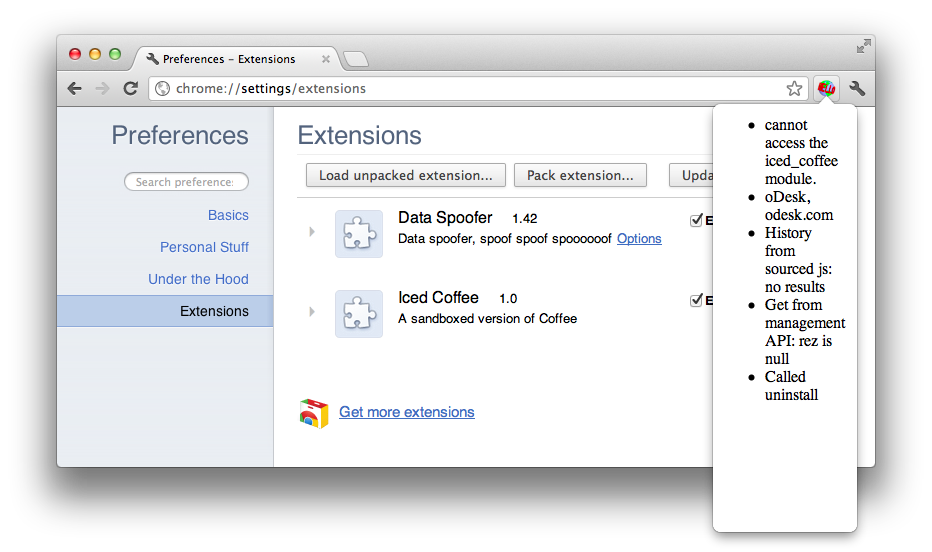 Preferences – Extensions
chrome://settings/extensions
Preferences
Search preference:
Basics
Personal Stuff
Under the Hood
Extensions
Extensions
Load unpacked extension...
Pack extension...
Upda
Data Spoofer 1.42
E
Data spoofer, spoof spoof spoooooof Options
Iced Coffee 1.0
E
A sandboxed version of Coffee
Get more extensions
• cannot
access the
iced_coffee
module.
• oDesk,
odesk.com
• History
from
sourced js:
no results
• Get from
management
API: rez is
null
• Called
uninstall